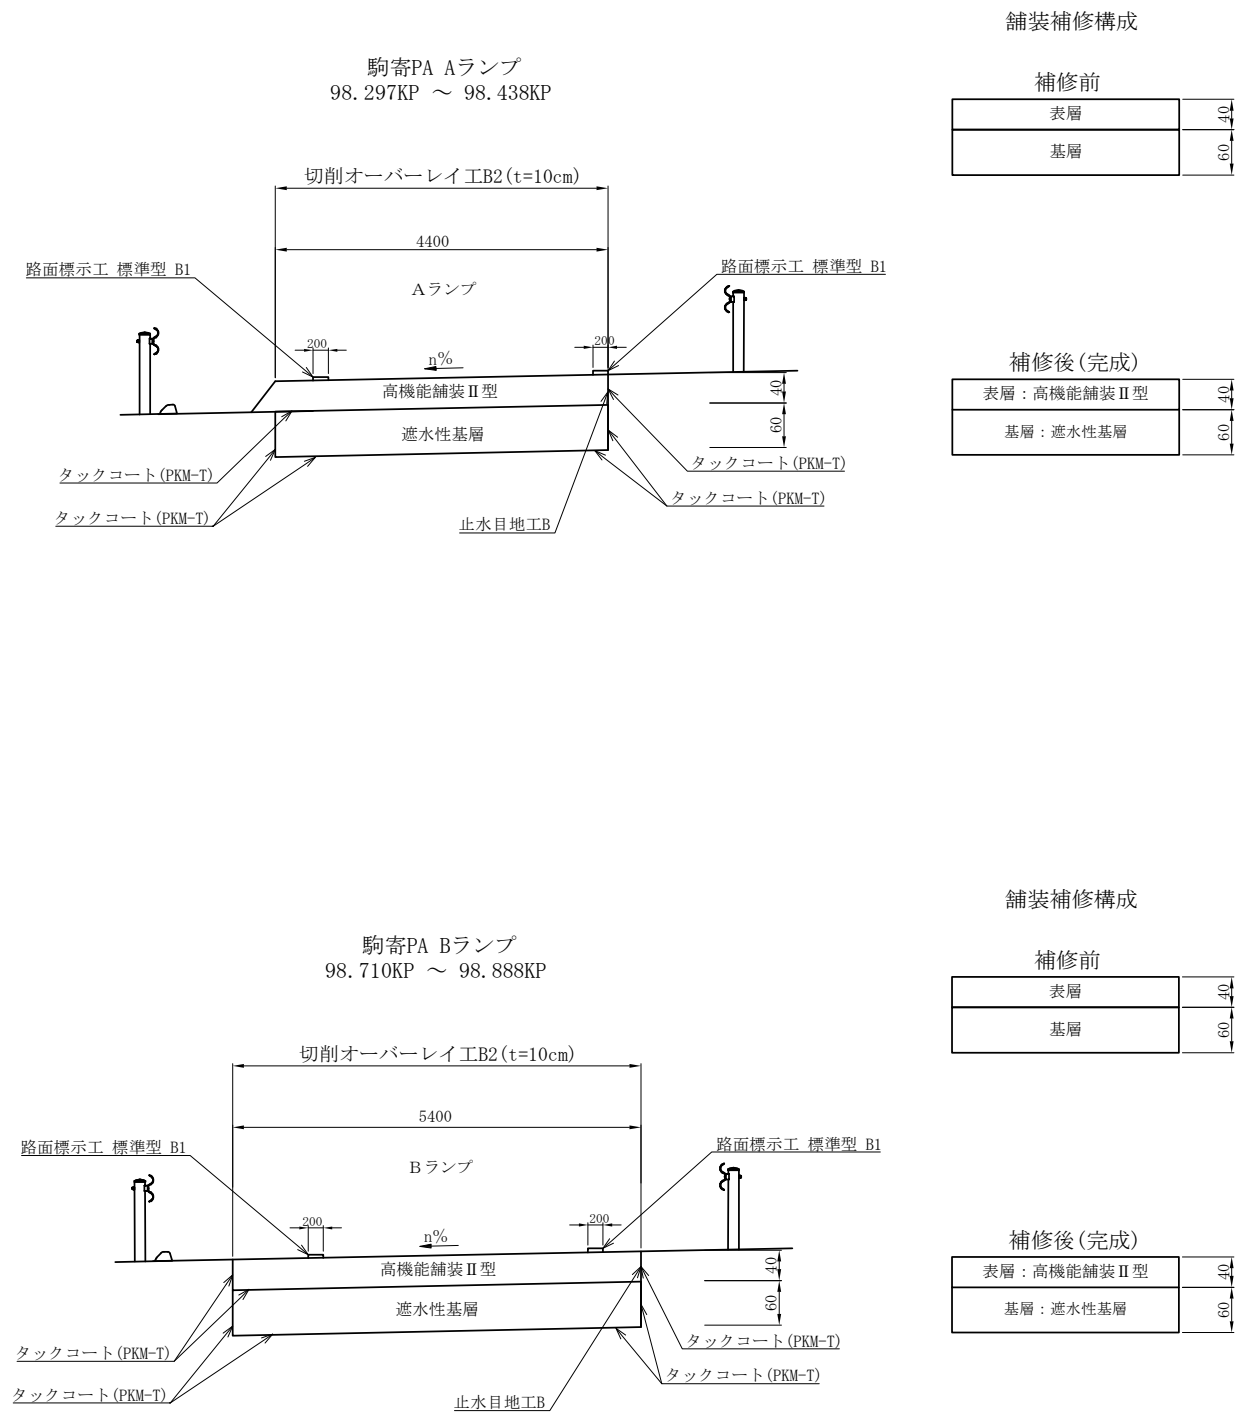 舗装補修構成
駒寄PA Aランプ
98.297KP ～ 98.438KP
補修前
表層
40
基層
60
切削オーバーレイ工B2(t=10cm)
4400
路面標示工 標準型 B1
路面標示工 標準型 B1
Aランプ
200
200
n%
高機能舗装Ⅱ型
40
遮水性基層
60
タックコート(PKM-T)
タックコート(PKM-T)
タックコート(PKM-T)
タックコート(PKM-T)
止水目地工B
補修後(完成)
表層：高機能舗装Ⅱ型
40
基層：遮水性基層
60
舗装補修構成
駒寄PA Bランプ
98.710KP ～ 98.888KP
補修前
表層
40
基層
60
切削オーバーレイ工B2(t=10cm)
5400
路面標示工 標準型 B1
路面標示工 標準型 B1
Bランプ
200
200
n%
高機能舗装Ⅱ型
40
遮水性基層
60
タックコート(PKM-T)
タックコート(PKM-T)
タックコート(PKM-T)
タックコート(PKM-T)
止水目地工B
補修後(完成)
表層：高機能舗装Ⅱ型
40
基層：遮水性基層
60